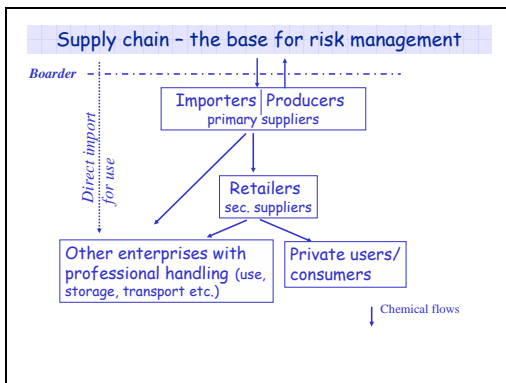 Supply chain – the base for risk management
Boarder
Importers Producers
primary suppliers
Direct import
for use
Retailers
sec. suppliers
Other enterprises with
professional handling (use,
storage, transport etc.)
Private users/
consumers
Chemical flows